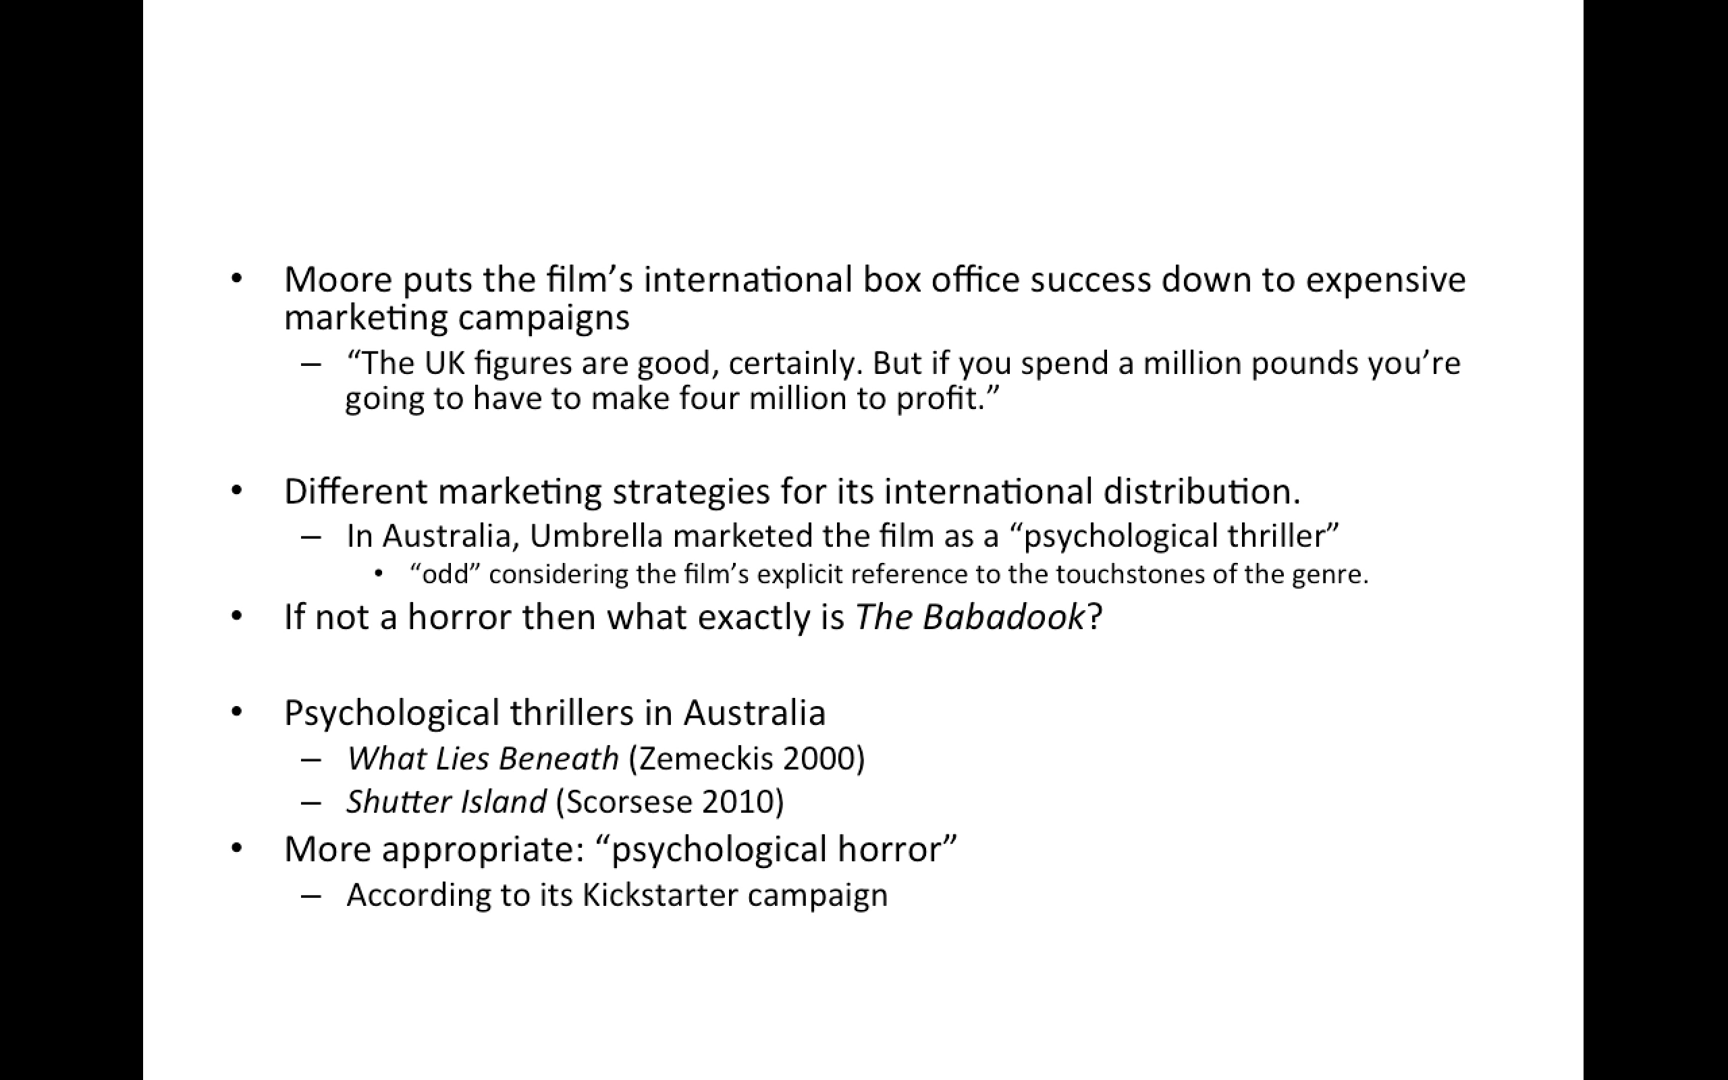 • Moore puts the film’s international box office success down to expensive
marketing campaigns
– “The UK figures are good, certainly. But if you spend a million pounds you’re
going to have to make four million to profit.”
• Different marketing strategies for its international distribution.
– In Australia, Umbrella marketed the film as a “psychological thriller”
• “odd” considering the film’s explicit reference to the touchstones of the genre.
• If not a horror then what exactly is The Babadook?
• Psychological thrillers in Australia
– What Lies Beneath (Zemeckis 2000)
– Shutter Island (Scorsese 2010)
• More appropriate: “psychological horror”
– According to its Kickstarter campaign